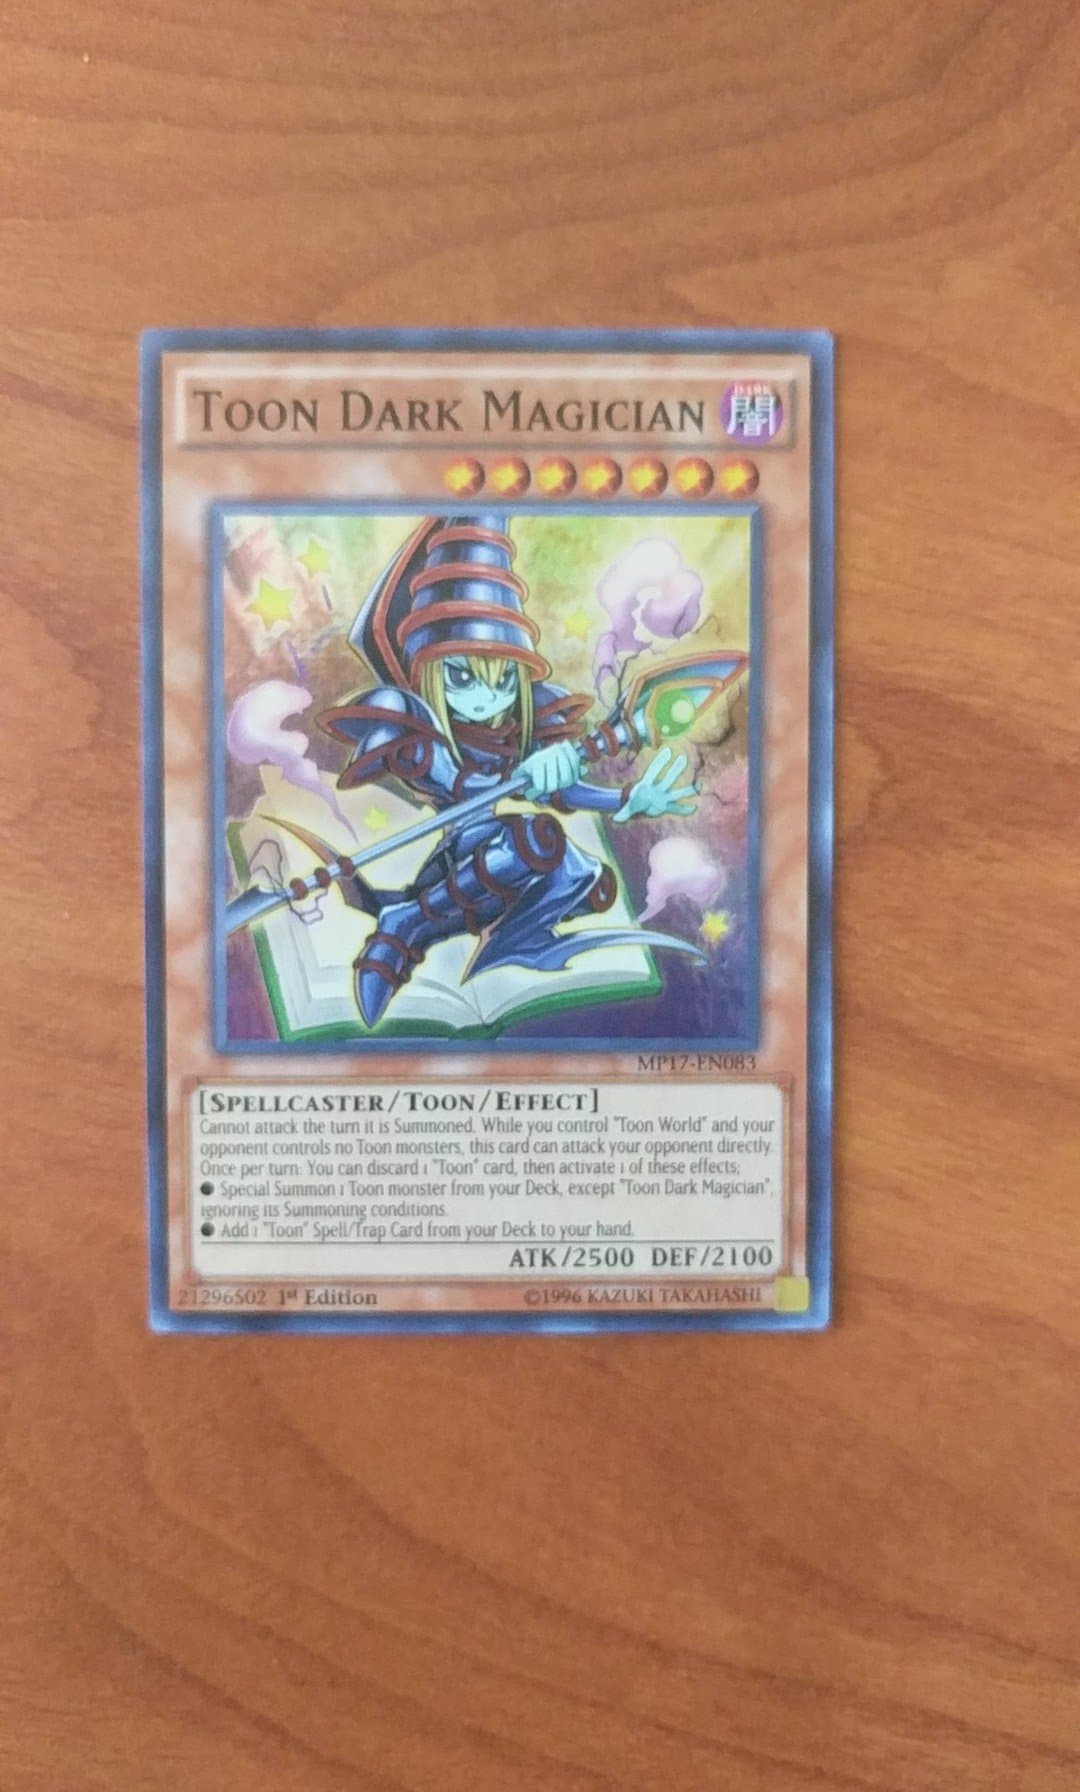 TOON DARK MAGICIAN
DARK
闇
MP17-EN083
[SPELLCASTER/TOON/EFFECT]
Cannot attack the turn it is Summoned. While you control "Toon World" and your
opponent controls no Toon monsters, this card can attack your opponent directly.
Once per turn: You can discard 1 "Toon" card, then activate 1 of these effects;
● Special Summon 1 Toon monster from your Deck, except "Toon Dark Magician",
ignoring its Summoning conditions.
● Add 1 "Toon" Spell/Trap Card from your Deck to your hand.
ATK/2500 DEF/2100
21296502 1st Edition
©1996 KAZUKI TAKAHASHI